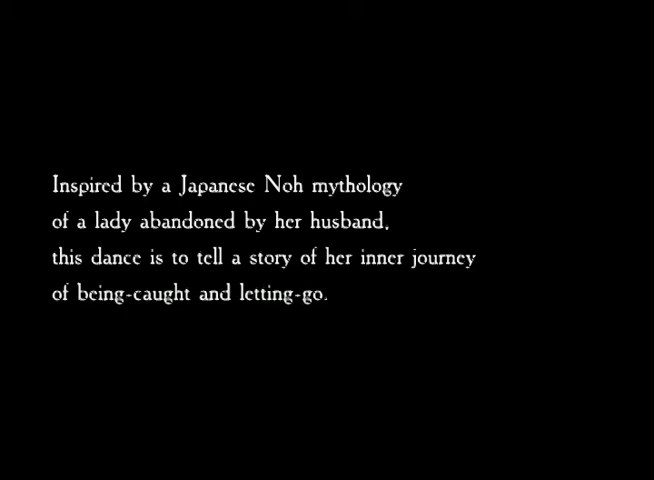 Inspired by a Japanese Noh mythology
of a lady abandoned by her husband,
this dance is to tell a story of her inner journey
of being-caught and letting-go.